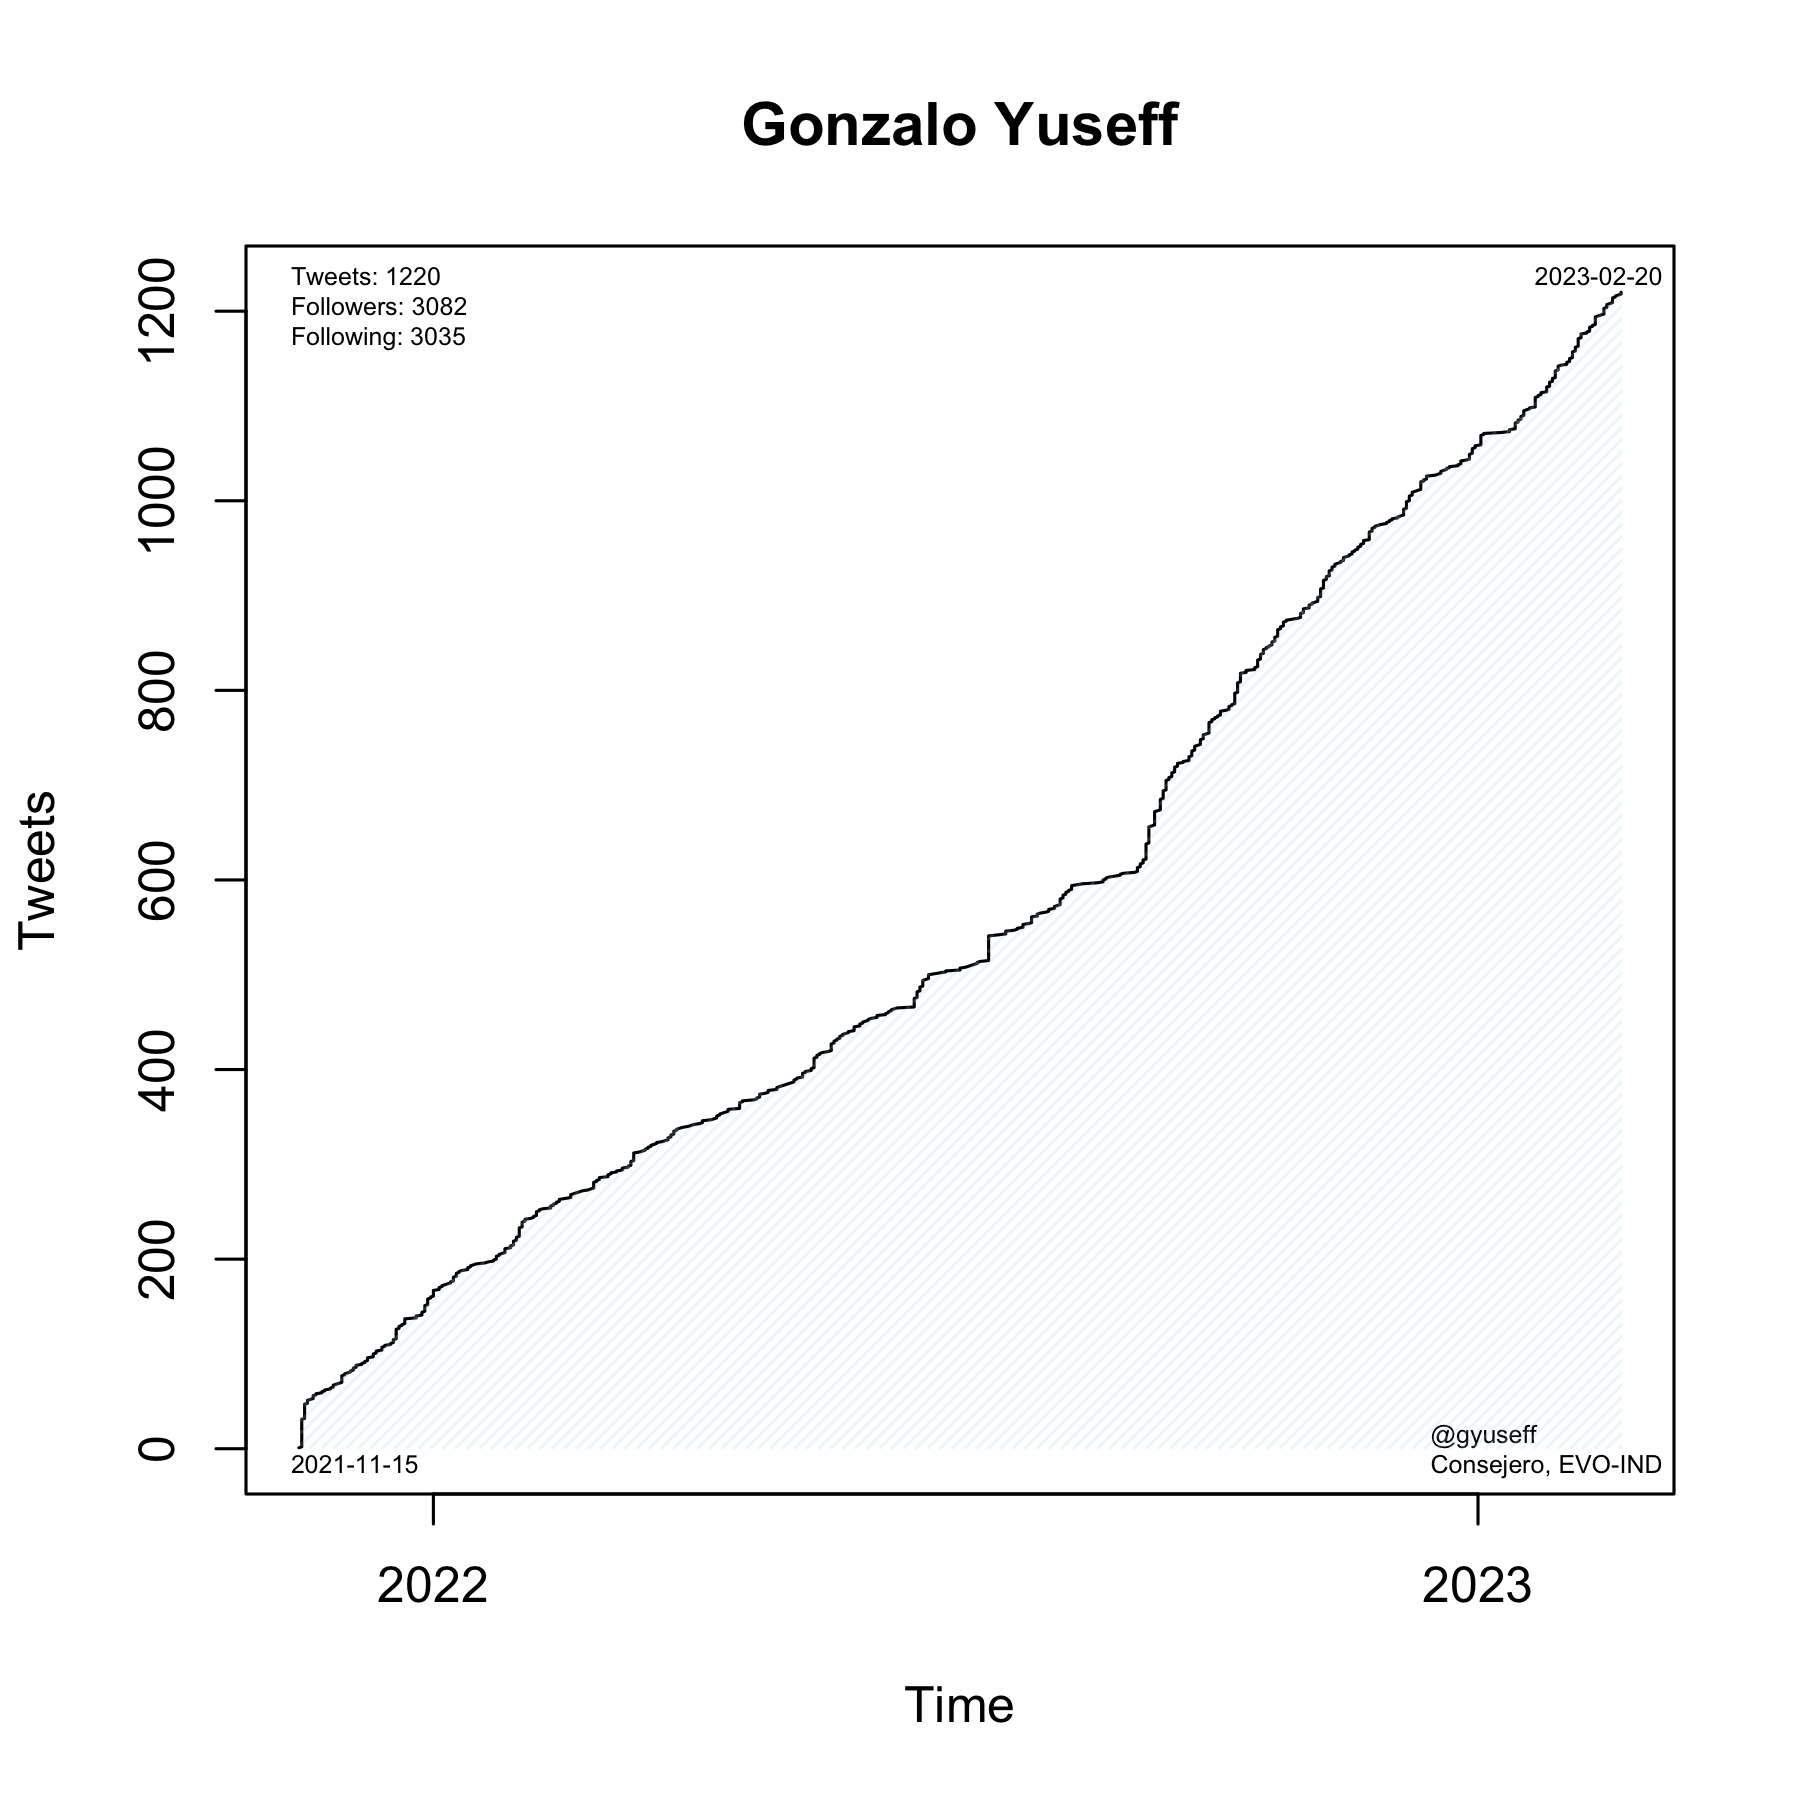 Gonzalo Yuseff
Tweets: 1220
Followers: 3082
Following: 3035
2023-02-20
1200
1000
800
600
400
200
0
Tweets
@gyuseff
Consejero, EVO-IND
2021-11-15
2022
2023
Time